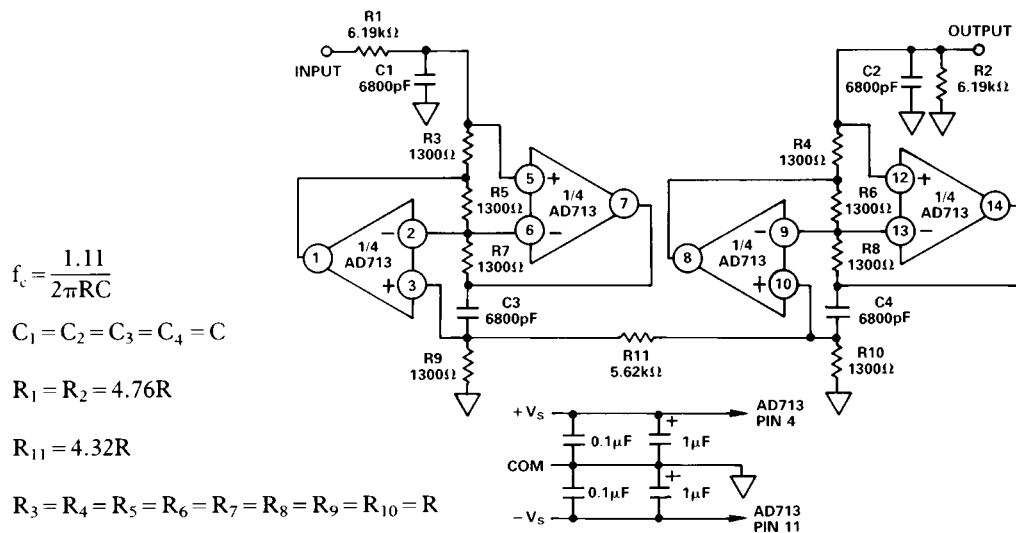 R1
6.19kΩ
INPUT
C1
6800pF
OUTPUT
C2
6800pF
R2
6.19kΩ
R3
1300Ω
R5
1300Ω
R7
1300Ω
5
+
6
−
7
1/4
AD713
1
−
2
+
3
1/4
AD713
C3
6800pF
R9
1300Ω
R11
5.62kΩ
R4
1300Ω
R6
1300Ω
R8
1300Ω
12
+
13
−
14
1/4
AD713
8
−
9
+
10
1/4
AD713
C4
6800pF
R10
1300Ω
fc = 1.11
2πRC
C1 = C2 = C3 = C4 = C
R1 = R2 = 4.76R
R11 = 4.32R
R3 = R4 = R5 = R6 = R7 = R8 = R9 = R10 = R
+VS
0.1μF
+
1μF
AD713
PIN 4
COM
0.1μF
+
1μF
−VS
AD713
PIN 11